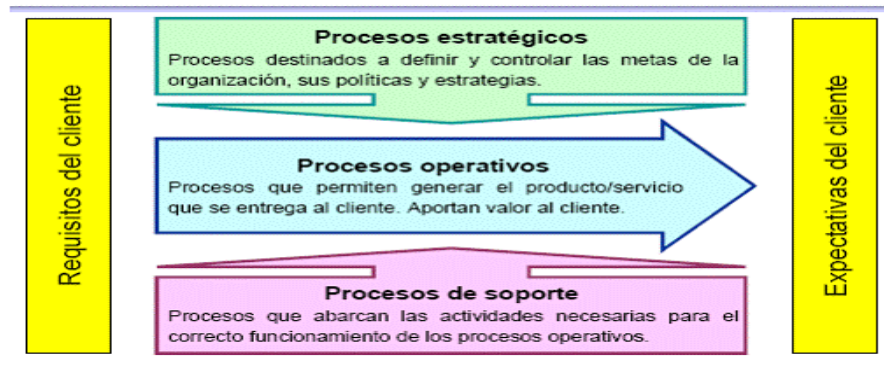 Requisitos del cliente
Procesos estratégicos
Procesos destinados a definir y controlar las metas de la
organización, sus políticas y estrategias.
Procesos operativos
Procesos que permiten generar el producto/servicio
que se entrega al cliente. Aportan valor al cliente.
Procesos de soporte
Procesos que abarcan las actividades necesarias para el
correcto funcionamiento de los procesos operativos.
Expectativas del cliente